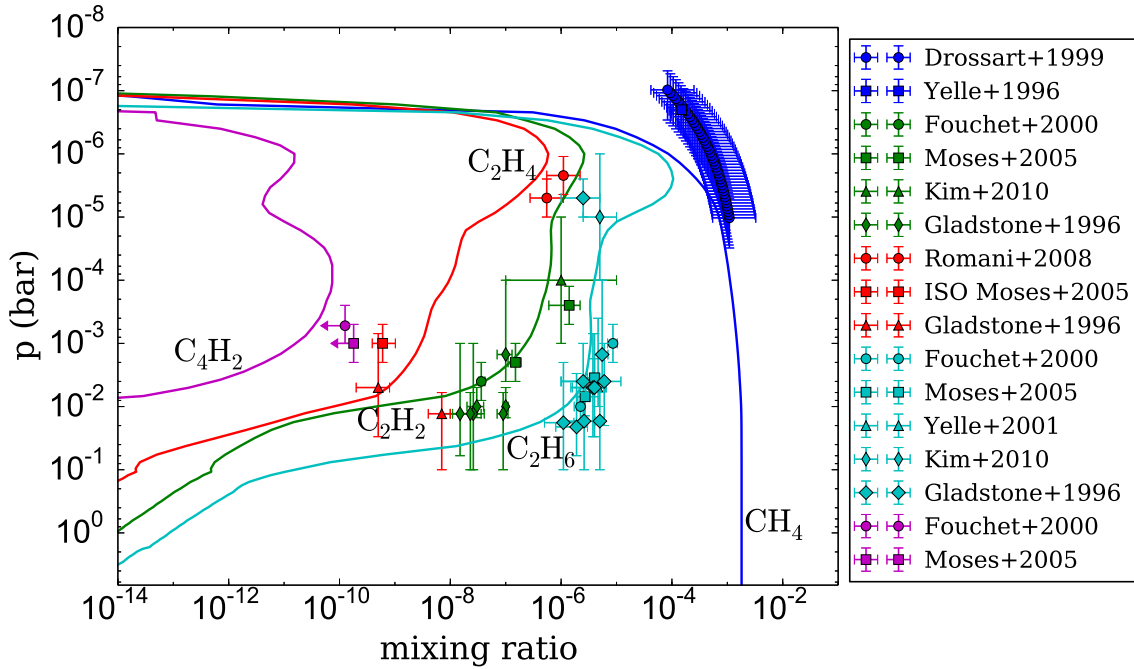 10⁻⁸
10⁻⁷
10⁻⁶
10⁻⁵
10⁻⁴
10⁻³
10⁻²
10⁻¹
10⁰
p (bar)
C₂H₄
C₄H₂
C₂H₂
C₂H₆
CH₄
10⁻¹⁴
10⁻¹²
10⁻¹⁰
10⁻⁸
10⁻⁶
10⁻⁴
10⁻²
mixing ratio
Drossart+1999
Yelle+1996
Fouchet+2000
Moses+2005
Kim+2010
Gladstone+1996
Romani+2008
ISO Moses+2005
Gladstone+1996
Fouchet+2000
Moses+2005
Yelle+2001
Kim+2010
Gladstone+1996
Fouchet+2000
Moses+2005